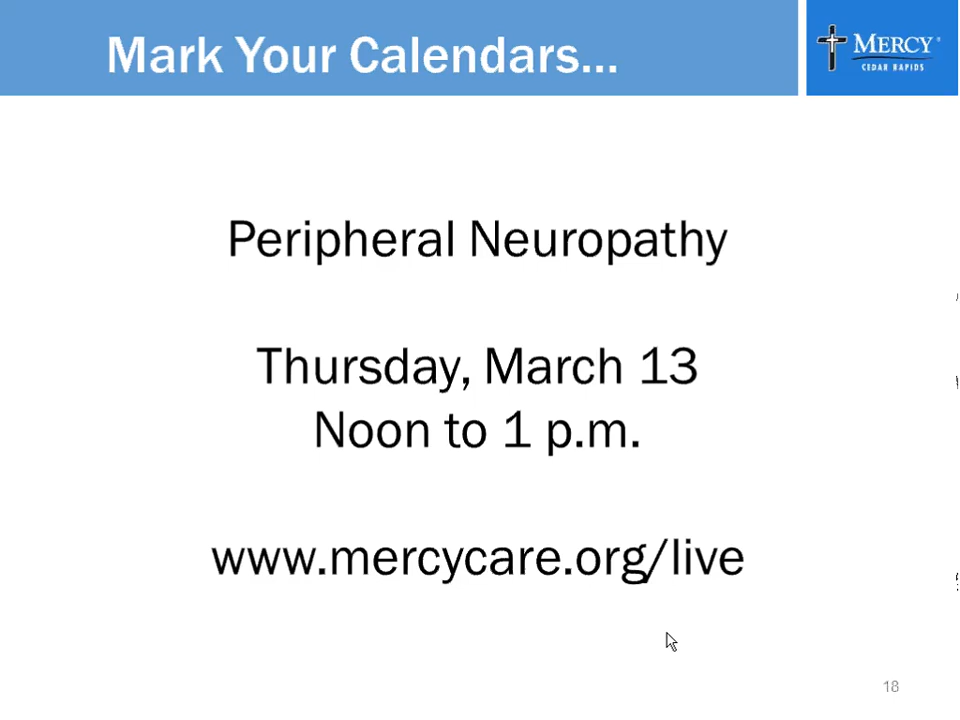 Mark Your Calendars...
MERCY®
CEDAR RAPIDS
Peripheral Neuropathy
Thursday, March 13
Noon to 1 p.m.
www.mercycare.org/live
18